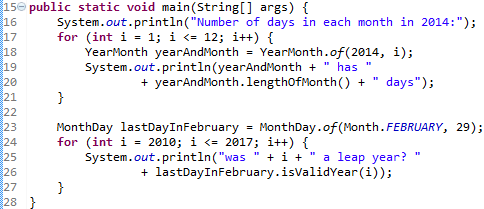 15 public static void main(String[] args) {
16     System.out.println("Number of days in each month in 2014:");
17     for (int i = 1; i <= 12; i++) {
18         YearMonth yearAndMonth = YearMonth.of(2014, i);
19         System.out.println(yearAndMonth + " has "
20                 + yearAndMonth.lengthOfMonth() + " days");
21     }
22
23     MonthDay lastDayInFebruary = MonthDay.of(Month.FEBRUARY, 29);
24     for (int i = 2010; i <= 2017; i++) {
25         System.out.println("was " + i + " a leap year? "
26                 + lastDayInFebruary.isValidYear(i));
27     }
28 }